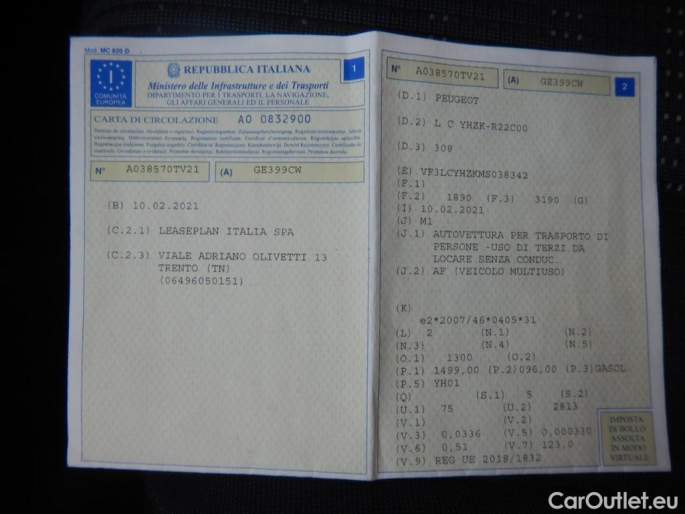 Mod. MC 820 D
I
COMUNITÀ
EUROPEA
REPUBBLICA ITALIANA
Ministero delle Infrastrutture e dei Trasporti
DIPARTIMENTO PER I TRASPORTI, LA NAVIGAZIONE,
GLI AFFARI GENERALI ED IL PERSONALE
1
CARTA DI CIRCOLAZIONE AO 0832900
N° A038570TV21 (A) GE399CW
(B) 10.02.2021
(C.2.1) LEASEPLAN ITALIA SPA
(C.2.3) VIALE ADRIANO OLIVETTI 13
TRENTO (TN)
(06496050151)
N° A038570TV21 (A) GE399CW 2
(D.1) PEUGEOT
(D.2) L C YHZK-R22C00
(D.3) 308
(E) VF3LCYHZKMS038342
(F.1)
(F.2) 1890 (F.3) 3190 (G)
(I) 10.02.2021
(J) M1
(J.1) AUTOVETTURA PER TRASPORTO DI
PERSONE -USO DI TERZI DA
LOCARE SENZA CONDUC.
(J.2) AF (VEICOLO MULTIUSO)
(K)
e2*2007/46*0405*31
(L) 2 (N.1) (N.2)
(N.3) (N.4) (N.5)
(O.1) 1300 (O.2)
(P.1) 1499,00 (P.2)096,00 (P.3)GASOL
(P.5) YH01
(Q) (S.1) 5 (S.2)
(U.1) 75 (U.2) 2813
(V.1) (V.2)
(V.3) 0,0336 (V.5) 0,000330
(V.6) 0,51 (V.7) 123.0
(V.9) REG UE 2018/1832
IMPOSTA
DI BOLLO
ASSOLTA
IN MODO
VIRTUALE
CarOutlet.eu